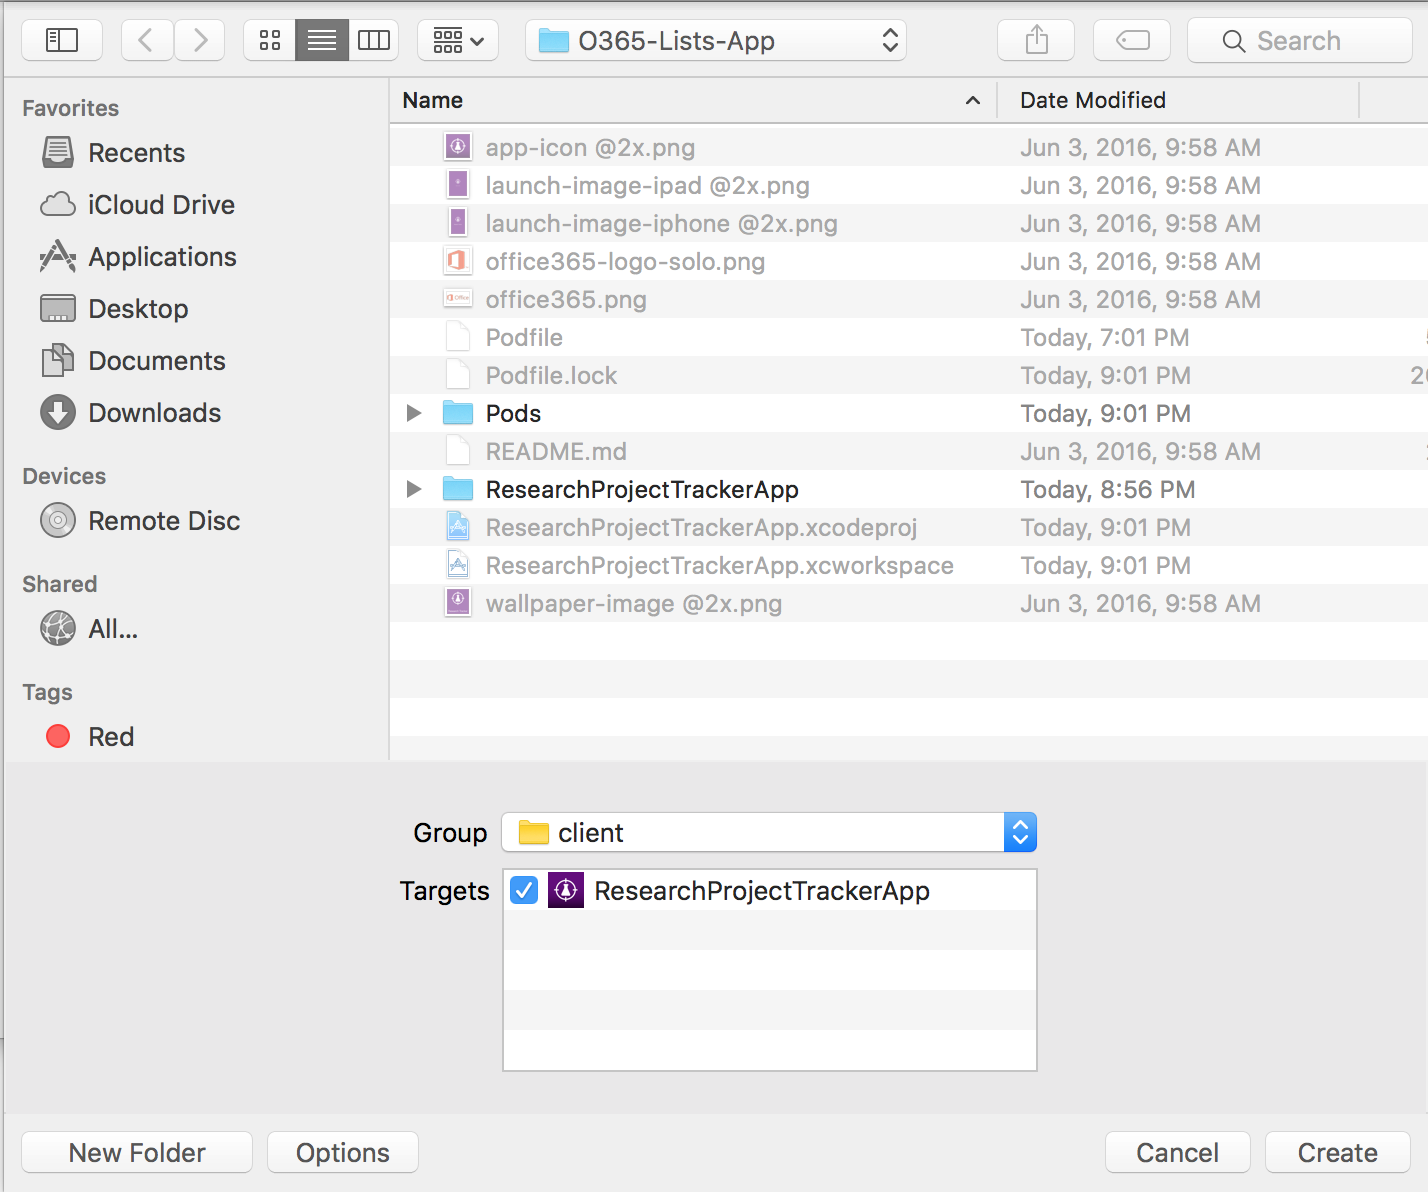 O365-Lists-App
Search
Favorites
Recents
iCloud Drive
Applications
Desktop
Documents
Downloads
Devices
Remote Disc
Shared
All...
Tags
Red
Name Date Modified
app-icon @2x.png Jun 3, 2016, 9:58 AM
launch-image-ipad @2x.png Jun 3, 2016, 9:58 AM
launch-image-iphone @2x.png Jun 3, 2016, 9:58 AM
office365-logo-solo.png Jun 3, 2016, 9:58 AM
office365.png Jun 3, 2016, 9:58 AM
Podfile Today, 7:01 PM
Podfile.lock Today, 9:01 PM
Pods Today, 9:01 PM
README.md Jun 3, 2016, 9:58 AM
ResearchProjectTrackerApp Today, 8:56 PM
ResearchProjectTrackerApp.xcodeproj Today, 9:01 PM
ResearchProjectTrackerApp.xcworkspace Today, 9:01 PM
wallpaper-image @2x.png Jun 3, 2016, 9:58 AM
Group client
Targets ResearchProjectTrackerApp
New Folder Options Cancel Create